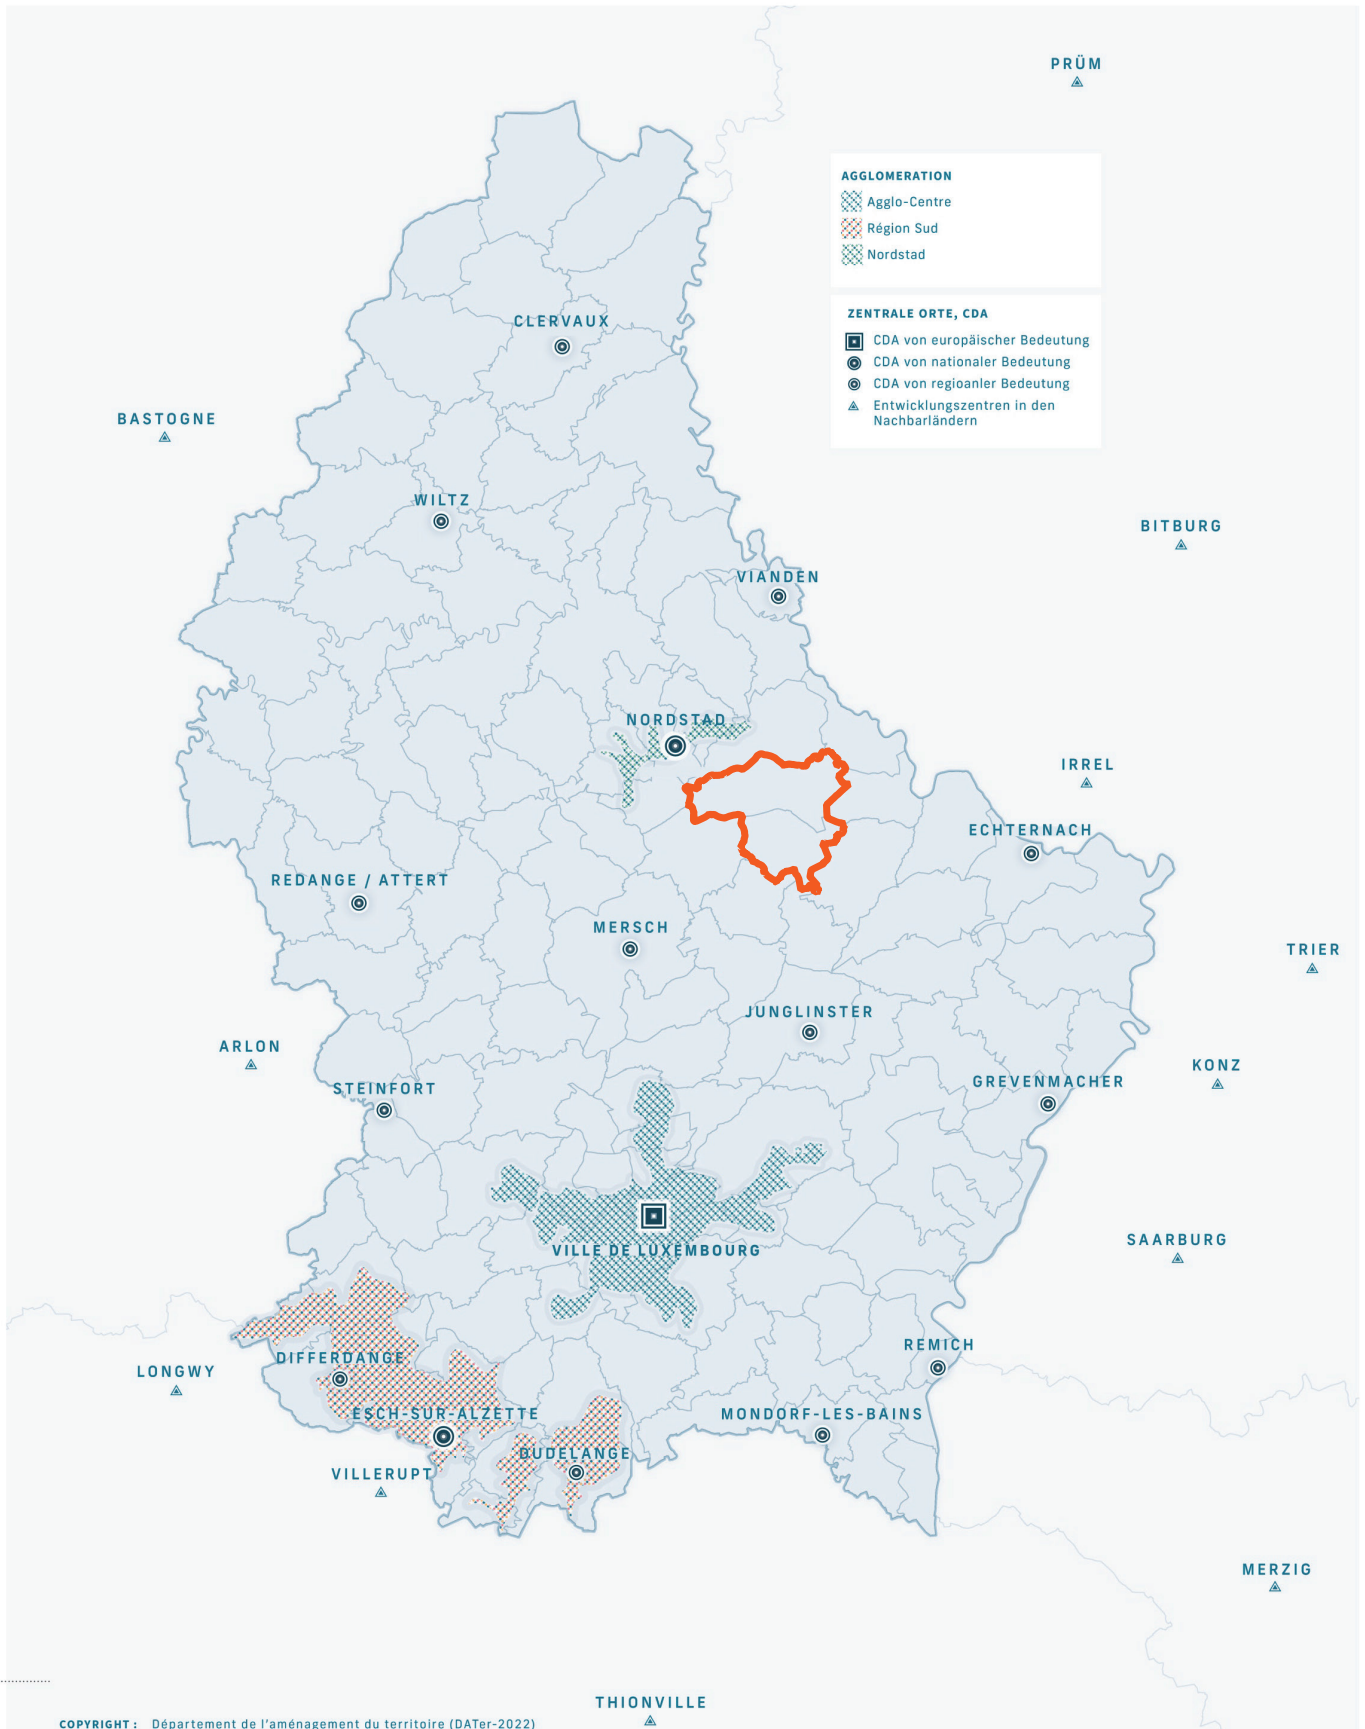 PRÜM
AGGLOMERATION
Agglo-Centre
Région Sud
Nordstad
ZENTRALE ORTE, CDA
CDA von europäischer Bedeutung
CDA von nationaler Bedeutung
CDA von regioanler Bedeutung
Entwicklungszentren in den
Nachbarländern
CLERVAUX
BASTOGNE
WILTZ
BITBURG
VIANDEN
NORDSTAD
IRREL
ECHTERNACH
REDANGE / ATTERT
MERSCH
TRIER
JUNGLINSTER
ARLON
KONZ
STEINFORT
GREVENMACHER
SAARBURG
VILLE DE LUXEMBOURG
REMICH
DIFFERDANGE
LONGWY
ESCH-SUR-ALZETTE
MONDORF-LES-BAINS
DUDELANGE
VILLERUPT
MERZIG
THIONVILLE
COPYRIGHT : Département de l'aménagement du territoire (DATer-2022)